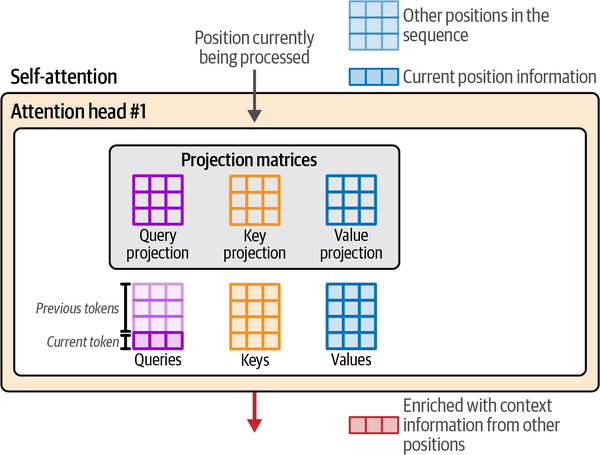 Other positions in the
sequence
Position currently
being processed
Self-attention
Current position information
Attention head #1
Projection matrices
Query
projection
Key
projection
Value
projection
Previous tokens
Current token
Queries
Keys
Values
Enriched with context
information from other
positions